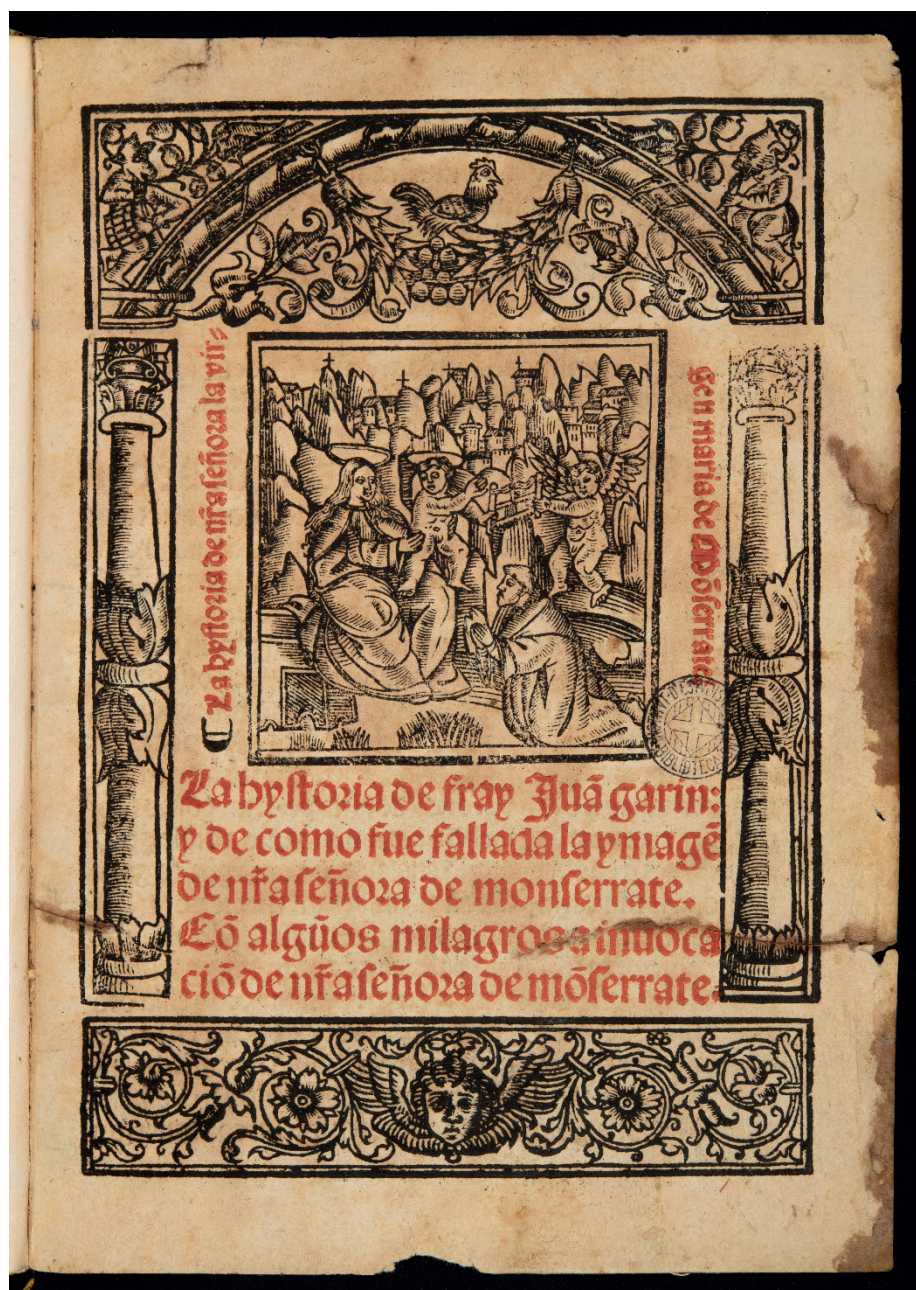 La hystoria de nr̃a señora la vir-
gen maria de Mõserrate.
La hystoria de fray Juã garin:
y de como fue fallada la ymagẽ
de nr̃a señora de monserrate.
Cõ algũos milagros a inuoca
ciõ de nr̃a señora de mõserrate.
BIBLIOTECA